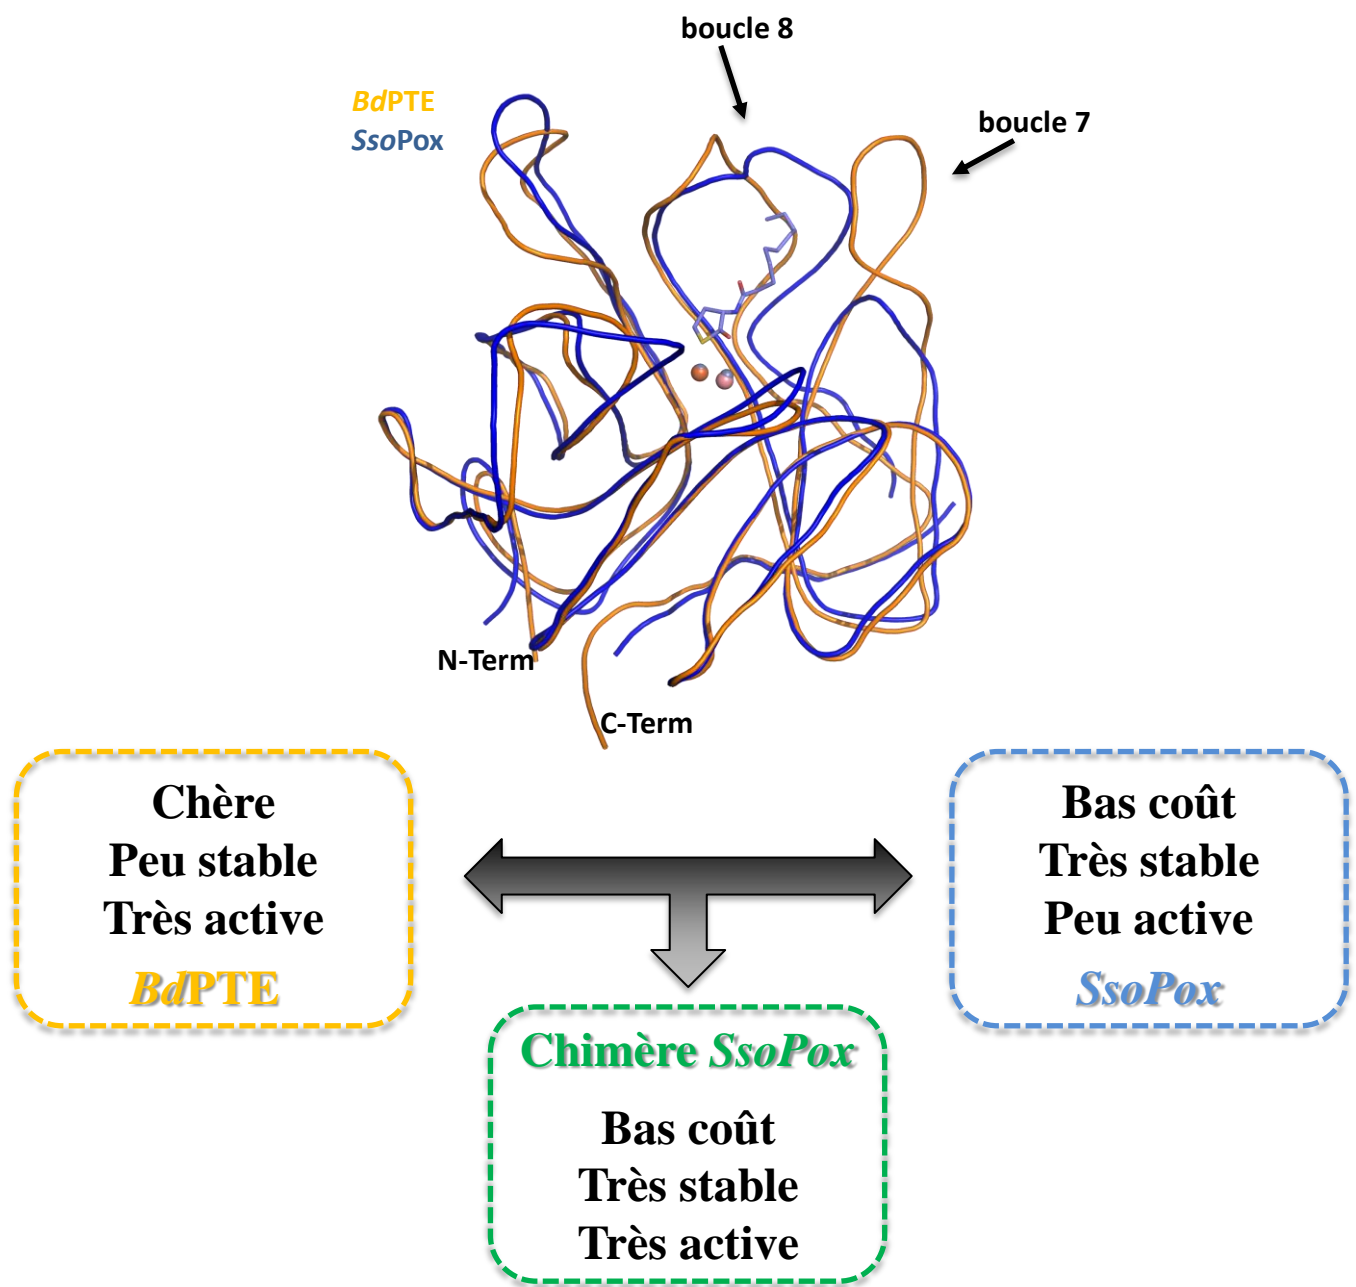 boucle 8
BdPTE
SsoPox
boucle 7
N-Term
C-Term
Chère
Peu stable
Très active
BdPTE
Bas coût
Très stable
Peu active
SsoPox
Chimère SsoPox
Bas coût
Très stable
Très active